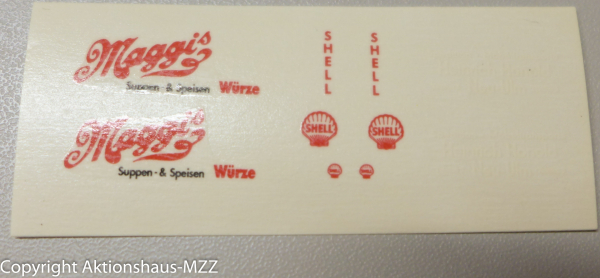 Maggi's
Suppen - & Speisen Würze
Maggi's
Suppen - & Speisen Würze
SHELL
SHELL
SHELL
SHELL
Copyright Aktionshaus-MZZ